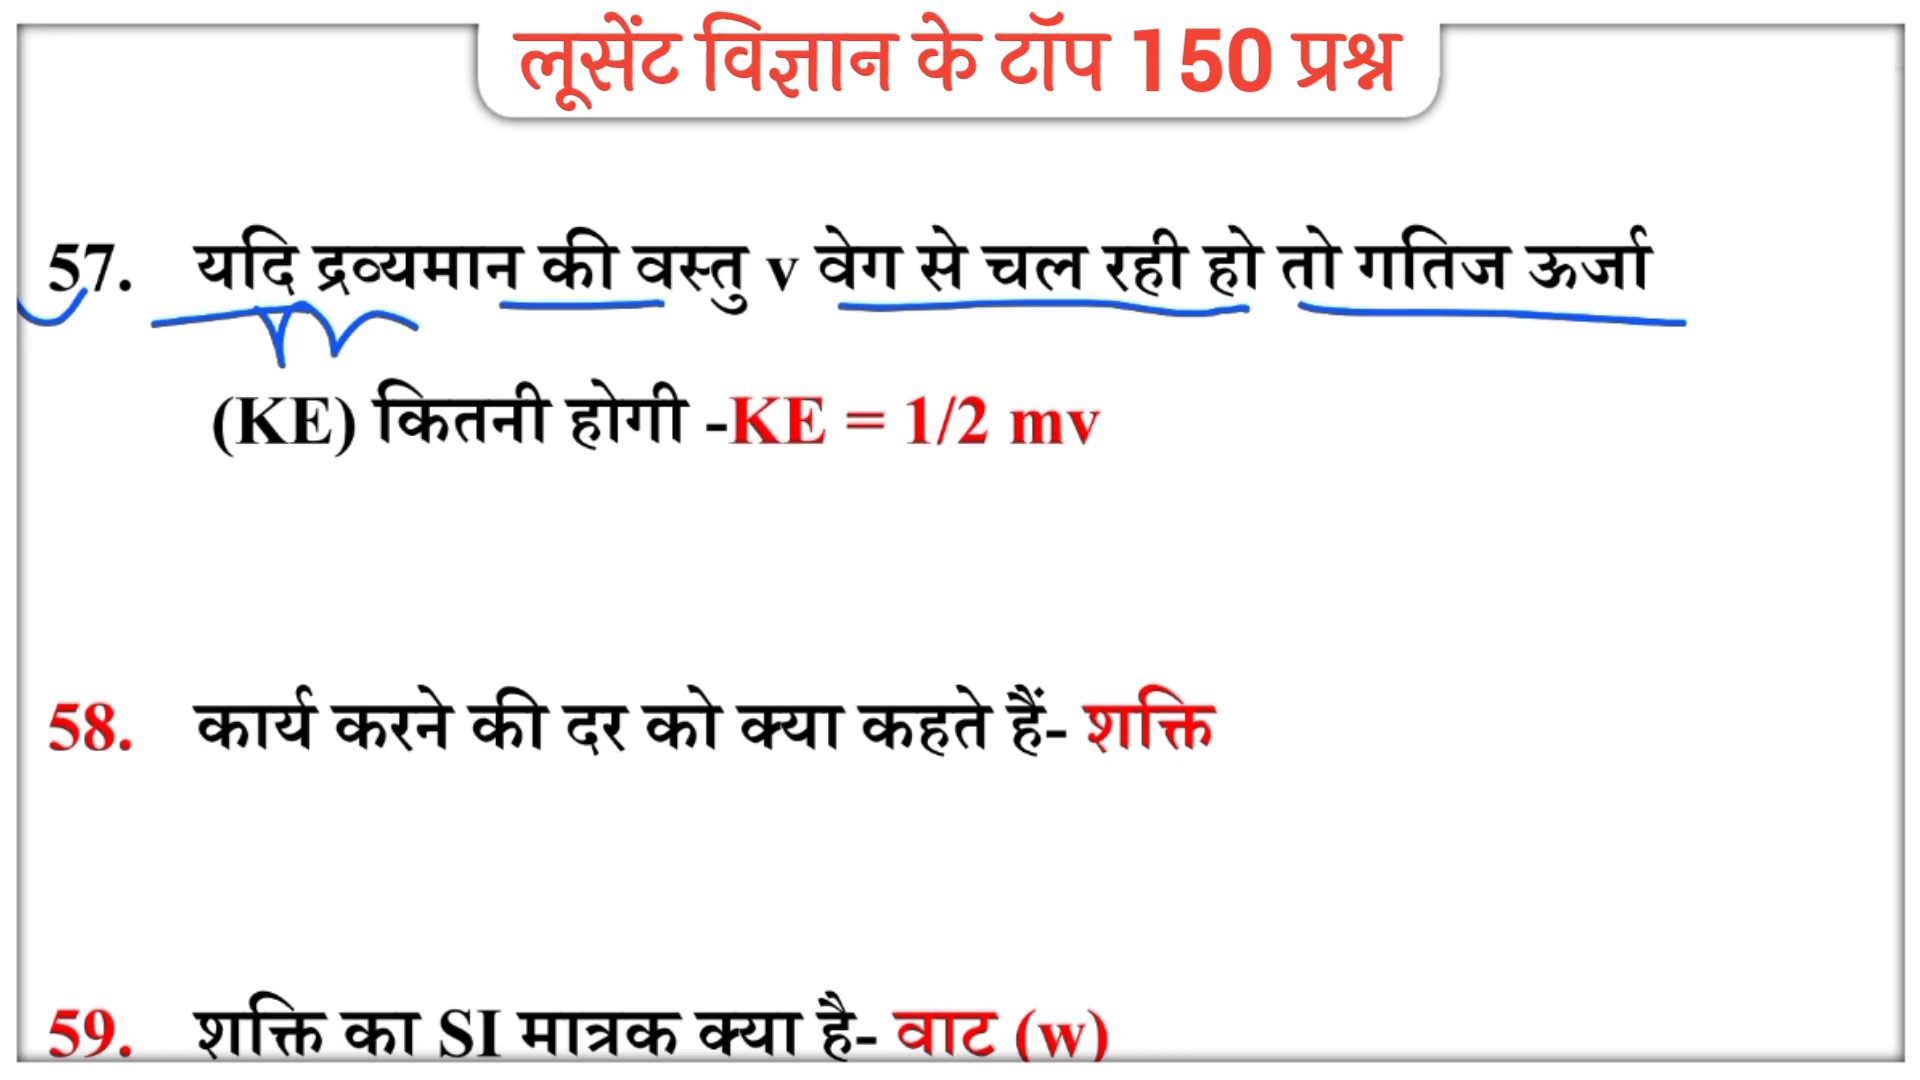 लूसेंट विज्ञान के टॉप 150 प्रश्न
57. यदि द्रव्यमान की वस्तु v वेग से चल रही हो तो गतिज ऊर्जा
(KE) कितनी होगी -KE = 1/2 mv
58. कार्य करने की दर को क्या कहते हैं- शक्ति
59. शक्ति का SI मात्रक क्या है- वाट (w)